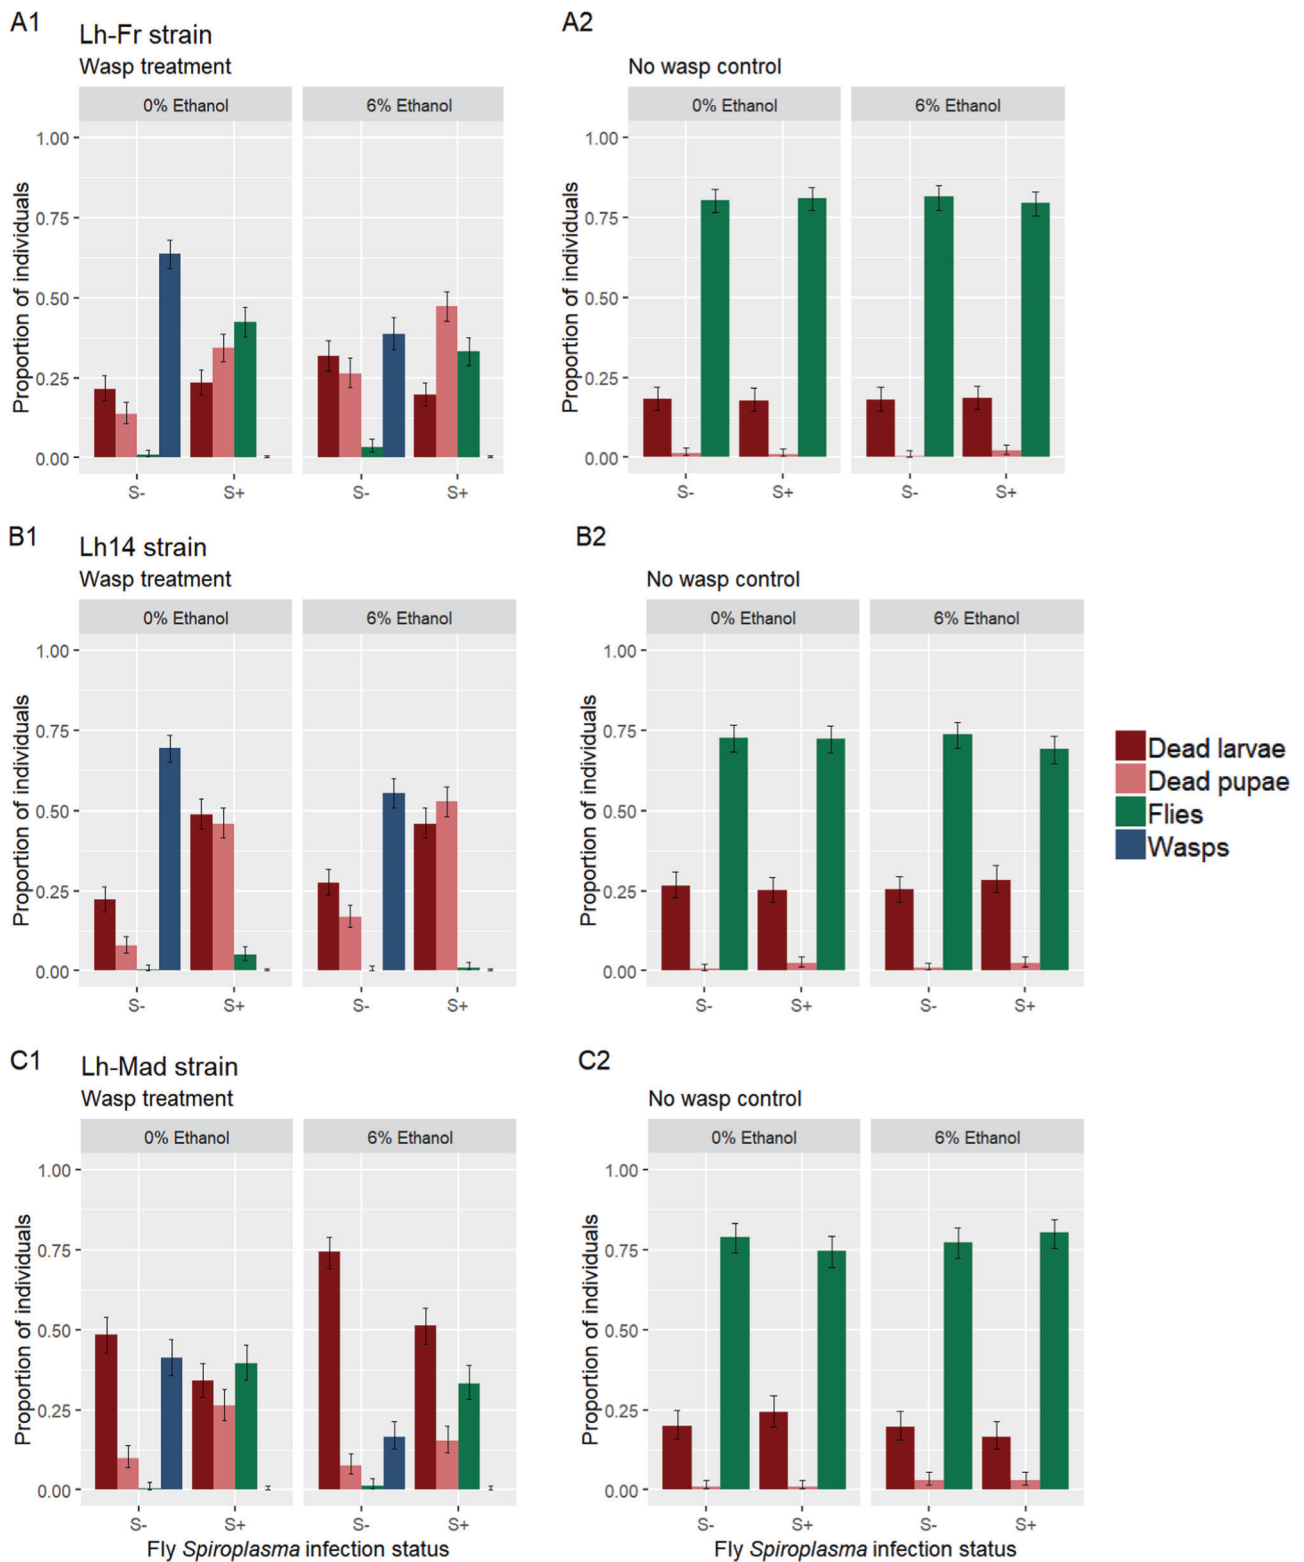 A1
Lh-Fr strain
Wasp treatment
0% Ethanol
6% Ethanol
Proportion of individuals
1.00
0.75
0.50
0.25
0.00
S-
S+
S-
S+
A2
No wasp control
0% Ethanol
6% Ethanol
Proportion of individuals
1.00
0.75
0.50
0.25
0.00
S-
S+
S-
S+
B1
Lh14 strain
Wasp treatment
0% Ethanol
6% Ethanol
Proportion of individuals
1.00
0.75
0.50
0.25
0.00
S-
S+
S-
S+
B2
No wasp control
0% Ethanol
6% Ethanol
Proportion of individuals
1.00
0.75
0.50
0.25
0.00
S-
S+
S-
S+
Dead larvae
Dead pupae
Flies
Wasps
C1
Lh-Mad strain
Wasp treatment
0% Ethanol
6% Ethanol
Proportion of individuals
1.00
0.75
0.50
0.25
0.00
S-
S+
S-
S+
Fly Spiroplasma infection status
C2
No wasp control
0% Ethanol
6% Ethanol
Proportion of individuals
1.00
0.75
0.50
0.25
0.00
S-
S+
S-
S+
Fly Spiroplasma infection status